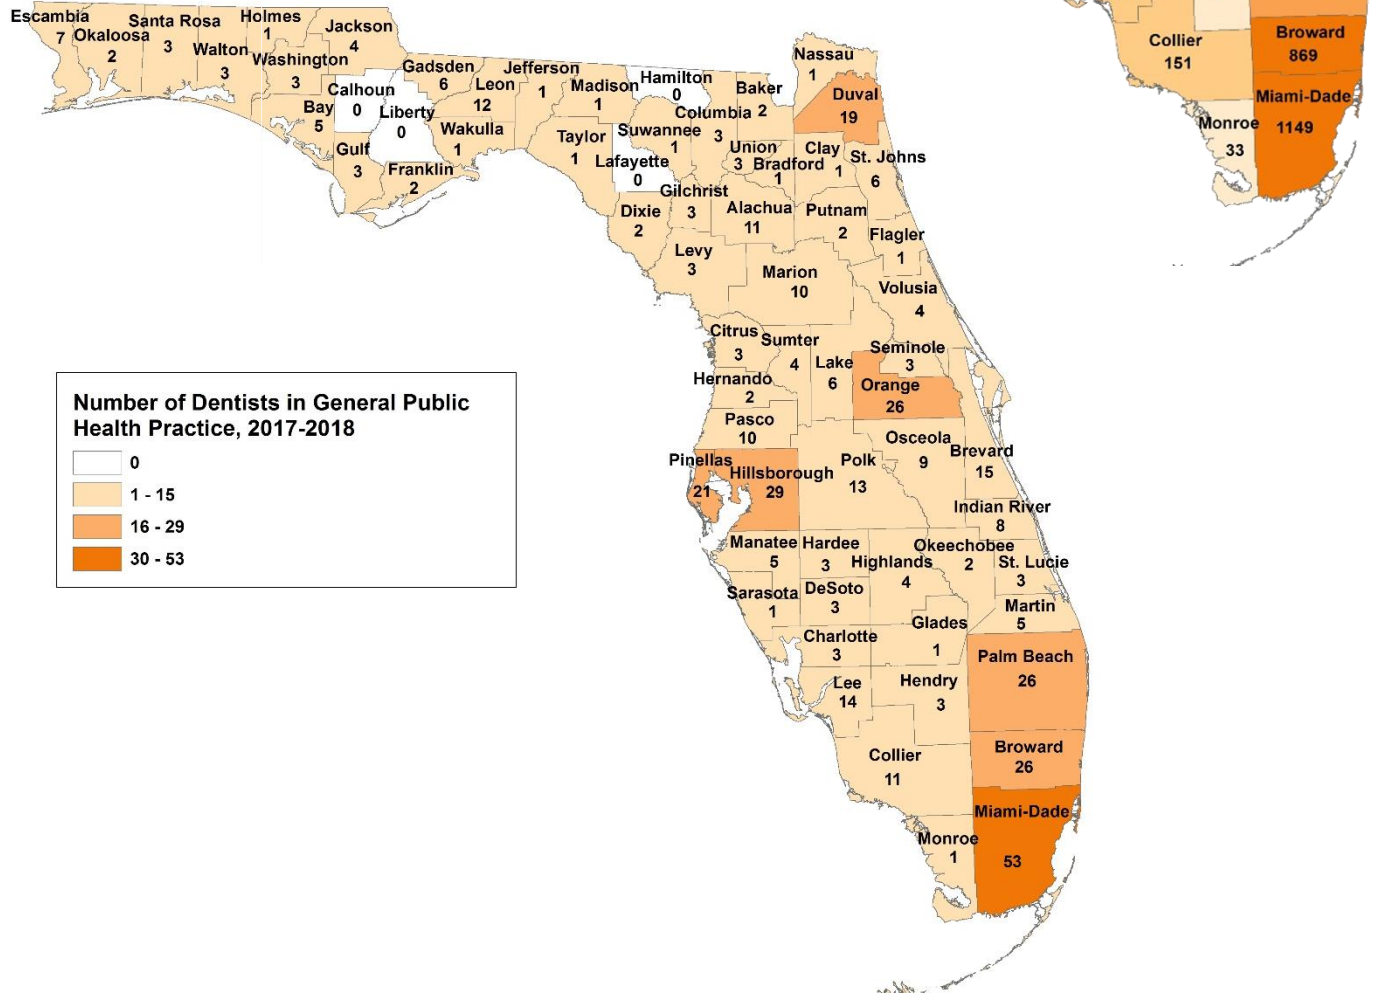 Escambia
7
Okaloosa
2
Santa Rosa
3
Walton
3
Holmes
1
Washington
3
Jackson
4
Bay
5
Calhoun
0
Gulf
3
Liberty
0
Gadsden
6
Franklin
2
Leon
12
Wakulla
1
Jefferson
1
Madison
1
Taylor
1
Hamilton
0
Suwannee
1
Lafayette
0
Dixie
2
Columbia
3
Gilchrist
3
Levy
3
Baker
2
Union
3
Bradford
1
Alachua
11
Nassau
1
Duval
19
Clay
1
St. Johns
6
Putnam
2
Flagler
1
Marion
10
Volusia
4
Citrus
3
Sumter
4
Lake
6
Seminole
3
Orange
26
Hernando
2
Pasco
10
Pinellas
21
Hillsborough
29
Polk
13
Osceola
9
Brevard
15
Indian River
8
Manatee
5
Hardee
3
Highlands
4
Okeechobee
2
St. Lucie
3
Sarasota
1
DeSoto
3
Martin
5
Charlotte
3
Glades
1
Palm Beach
26
Lee
14
Hendry
3
Collier
11
Broward
26
Miami-Dade
53
Monroe
1
Number of Dentists in General Public
Health Practice, 2017-2018
0
1 - 15
16 - 29
30 - 53
Collier
151
Broward
869
Miami-Dade
1149
Monroe
33